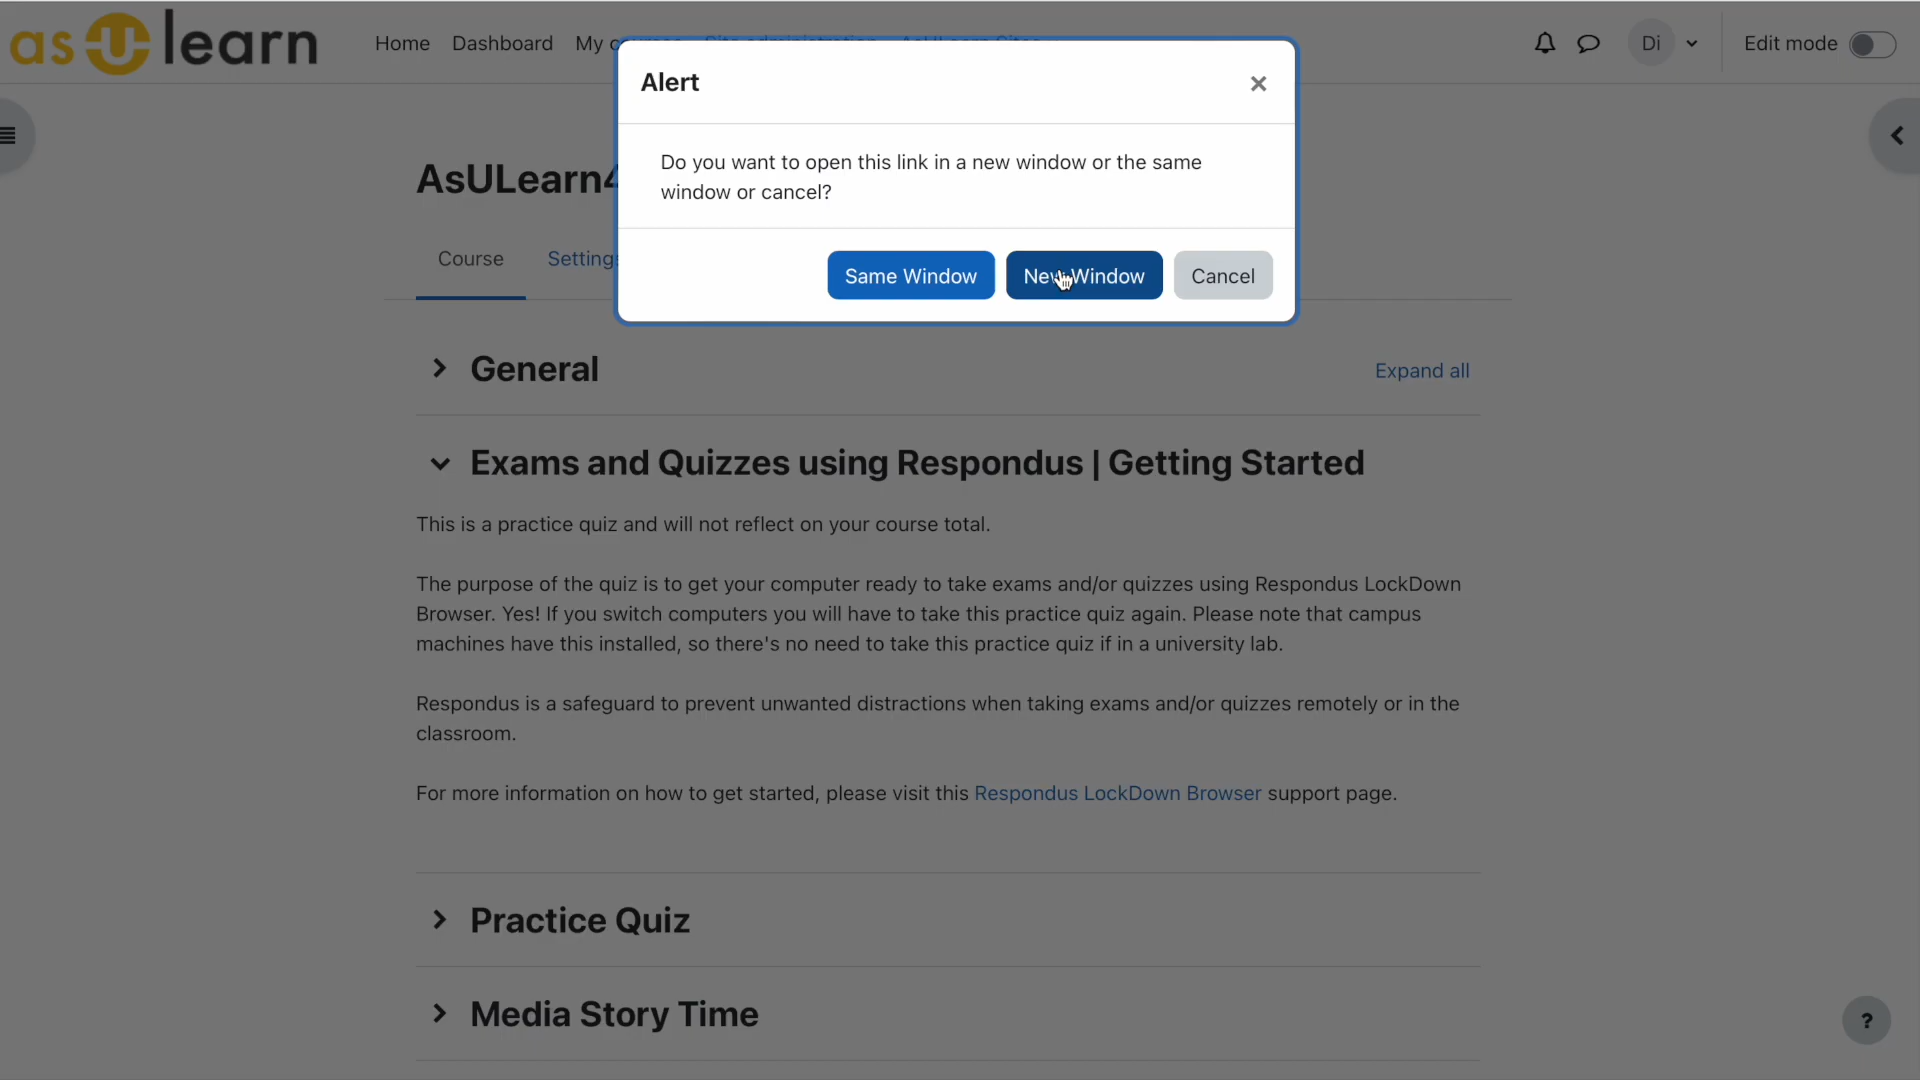 asUlearn
Home Dashboard My courses Site administration AsULearn Sites
Di Edit mode
Alert
Do you want to open this link in a new window or the same
window or cancel?
Same Window New Window Cancel
AsULearn4
Course Settings
General
Expand all
Exams and Quizzes using Respondus | Getting Started
This is a practice quiz and will not reflect on your course total.
The purpose of the quiz is to get your computer ready to take exams and/or quizzes using Respondus LockDown
Browser. Yes! If you switch computers you will have to take this practice quiz again. Please note that campus
machines have this installed, so there's no need to take this practice quiz if in a university lab.
Respondus is a safeguard to prevent unwanted distractions when taking exams and/or quizzes remotely or in the
classroom.
For more information on how to get started, please visit this Respondus LockDown Browser support page.
Practice Quiz
Media Story Time
?